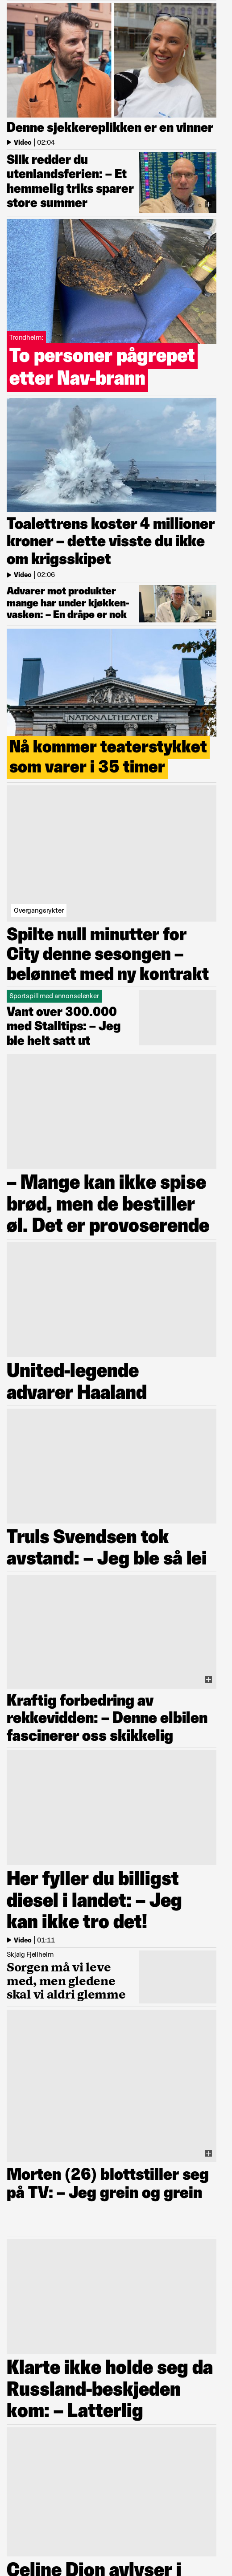 Denne sjekkereplikken er en vinner
Video | 02:04
Slik redder du
utenlandsferien: – Et
hemmelig triks sparer
store summer
Trondheim:
To personer pågrepet
etter Nav-brann
Toalettrens koster 4 millioner
kroner – dette visste du ikke
om krigsskipet
Video | 02:06
Advarer mot produkter
mange har under kjøkken-
vasken: – En dråpe er nok
NATIONALTHEATER
Nå kommer teaterstykket
som varer i 35 timer
Overgangsrykter
Spilte null minutter for
City denne sesongen –
belønnet med ny kontrakt
Sportspill med annonselenker
Vant over 300.000
med Stalltips: – Jeg
ble helt satt ut
– Mange kan ikke spise
brød, men de bestiller
øl. Det er provoserende
United-legende
advarer Haaland
Truls Svendsen tok
avstand: – Jeg ble så lei
Kraftig forbedring av
rekkevidden: – Denne elbilen
fascinerer oss skikkelig
Her fyller du billigst
diesel i landet: – Jeg
kan ikke tro det!
Video | 01:11
Skjalg Fjellheim
Sorgen må vi leve
med, men gledene
skal vi aldri glemme
Morten (26) blottstiller seg
på TV: – Jeg grein og grein
Klarte ikke holde seg da
Russland-beskjeden
kom: – Latterlig
Celine Dion avlyser i